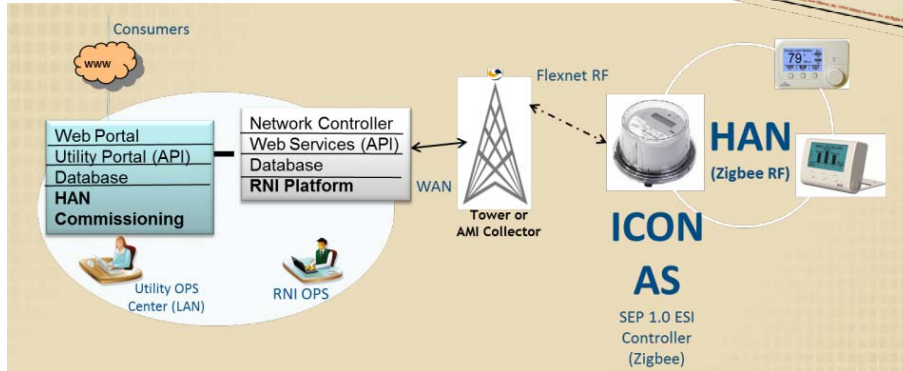 Consumers
www
Web Portal
Utility Portal (API)
Database
HAN
Commissioning
Utility OPS
Center (LAN)
Network Controller
Web Services (API)
Database
RNI Platform
RNI OPS
WAN
Tower or
AMI Collector
Flexnet RF
ICON
AS
SEP 1.0 ESI
Controller
(Zigbee)
HAN
(Zigbee RF)
79